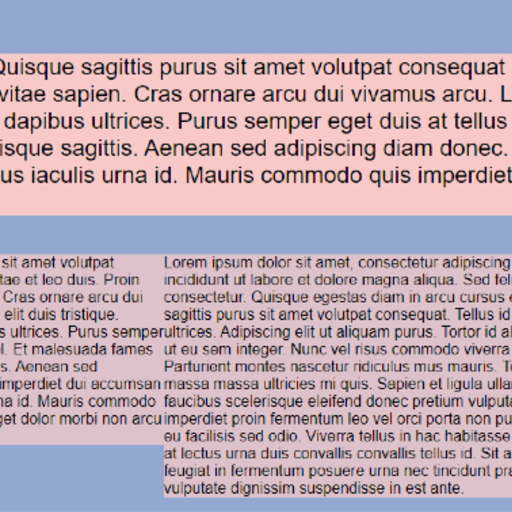 Quisque sagittis purus sit amet volutpat consequat
vitae sapien. Cras ornare arcu dui vivamus arcu. L
dapibus ultrices. Purus semper eget duis at tellus
isque sagittis. Aenean sed adipiscing diam donec.
us iaculis urna id. Mauris commodo quis imperdiet
sit amet volutpat
tae et leo duis. Proin
Cras ornare arcu dui
elit duis tristique.
s ultrices. Purus semper
l. Et malesuada fames
s. Aenean sed
imperdiet dui accumsan
na id. Mauris commodo
get dolor morbi non arcu
Lorem ipsum dolor sit amet, consectetur adipiscing
incididunt ut labore et dolore magna aliqua. Sed feli
consectetur. Quisque egestas diam in arcu cursus e
sagittis purus sit amet volutpat consequat. Tellus id
ultrices. Adipiscing elit ut aliquam purus. Tortor id al
ut eu sem integer. Nunc vel risus commodo viverra
Parturient montes nascetur ridiculus mus mauris. T
massa massa ultricies mi quis. Sapien et ligula ullam
faucibus scelerisque eleifend donec pretium vulputa
imperdiet proin fermentum leo vel orci porta non pu
eu facilisis sed odio. Viverra tellus in hac habitasse
at lectus urna duis convallis convallis tellus id. Sit a
feugiat in fermentum posuere urna nec tincidunt pra
vulputate dignissim suspendisse in est ante.